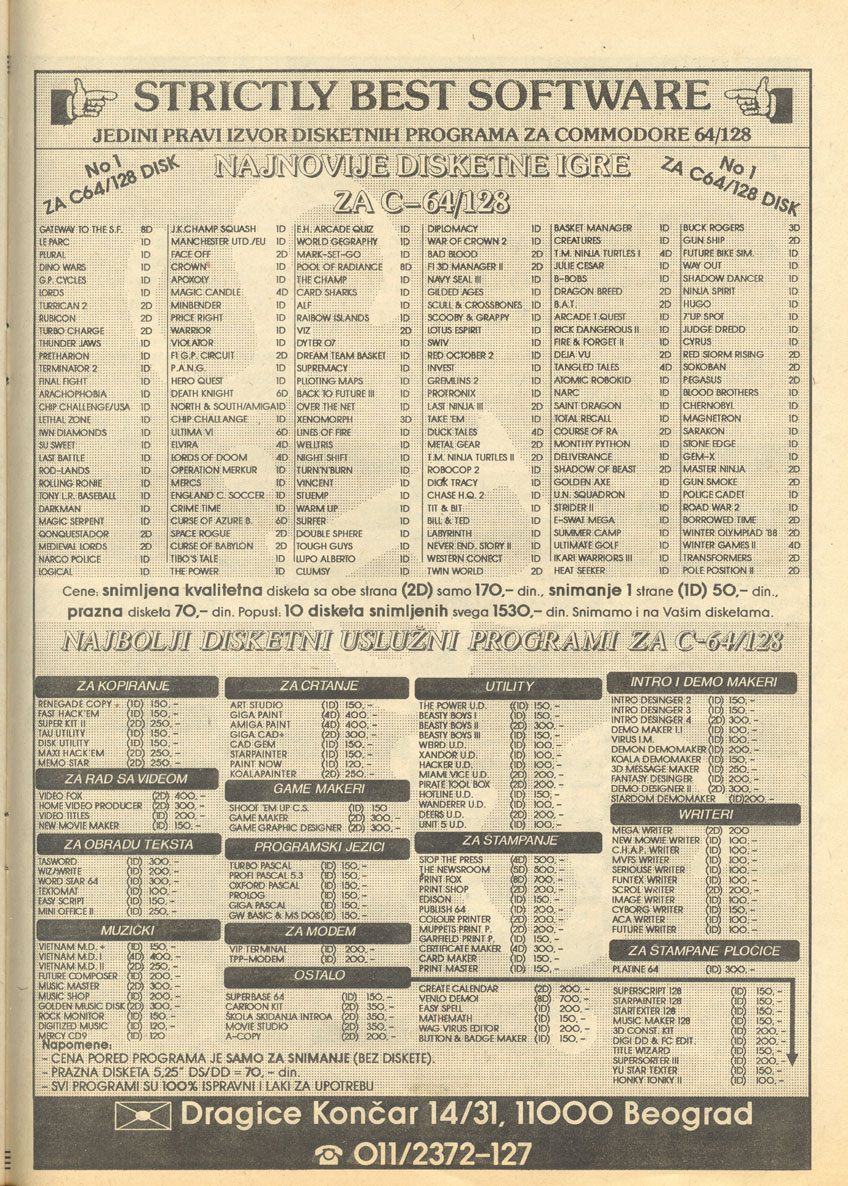 STRICTLY BEST SOFTWARE
JEDINI PRAVI IZVOR DISKETNIH PROGRAMA ZA COMMODORE 64/128
No 1
ZA C64/128 DISK
NAJNOVIJE DISKETNE IGRE
ZA C-64/128
No 1
ZA C64/128 DISK
GATEWAY TO THE S.F. 8D
LE PARC 1D
PLURAL 1D
DINO WARS 1D
G.P. CYCLES 1D
LORDS 1D
TURRICAN 2 2D
RUBICON 2D
TURBO CHARGE 2D
THUNDER JAWS 1D
PRETHARION 1D
TERMINATOR 2 1D
FINAL FIGHT 1D
ARACHOPHOBIA 1D
CHIP CHALLENGE/USA 1D
LETHAL ZONE 1D
IWN DIAMONDS 1D
SU SWEET 1D
LAST BATTLE 1D
ROD-LANDS 1D
ROLLING RONIE 1D
TONY L.R. BASEBALL 1D
DARKMAN 1D
MAGIC SERPENT 1D
QONQUESTADOR 2D
MEDIEVAL LORDS 2D
NARCO POLICE 1D
LOGICAL 1D
J.K.CHAMP SQUASH 1D
MANCHESTER UTD./EU 1D
FACE OFF 2D
CROWN 1D
APOXOLY 1D
MAGIC CANDLE 4D
MINBENDER 1D
PRICE RIGHT 1D
WARRIOR 1D
VIOLATOR 1D
F1 G.P. CIRCUIT 2D
P.A.N.G. 1D
HERO QUEST 1D
DEATH KNIGHT 6D
NORTH & SOUTH/AMIGA1D
CHIP CHALLANGE 1D
ULTIMA VI 6D
ELVIRA 4D
LORDS OF DOOM 4D
OPERATION MERKUR 1D
MERCS 1D
ENGLAND C. SOCCER 1D
CRIME TIME 1D
CURSE OF AZURE B. 6D
SPACE ROGUE 2D
CURSE OF BABYLON 2D
TIBO'S TALE 1D
THE POWER 1D
E.H. ARCADE QUIZ 1D
WORLD GEGRAPHY 1D
MARK-SET-GO 1D
POOL OF RADIANCE 8D
THE CHAMP 1D
CARD SHARKS 1D
ALF 1D
RAIBOW ISLANDS 1D
VIZ 2D
DYTER 07 1D
DREAM TEAM BASKET 1D
SUPREMACY 1D
PLIOTING MAPS 1D
BACK TO FUTURE III 1D
OVER THE NET 1D
XENOMORPH 3D
LINES OF FIRE 1D
WELLTRIS 1D
NIGHT SHIFT 1D
TURN'N'BURN 1D
VINCENT 1D
STUEMP 1D
WARM UP 1D
SURFER 1D
DOUBLE SPHERE 1D
TOUGH GUYS 1D
LUPO ALBERTO 1D
CLUMSY 1D
DIPLOMACY 1D
WAR OF CROWN 2 1D
BAD BLOOD 2D
F1 3D MANAGER II 2D
NAVY SEAL III 1D
GILDED AGES 1D
SCULL & CROSSBONES 1D
SCOOBY & GRAPPY 1D
LOTUS ESPIRIT 1D
SWIV 1D
RED OCTOBER 2 1D
INVEST 1D
GREMLINS 2 1D
PROTRONIX 1D
LAST NINJA III 2D
TAKE 'EM 1D
DUCK TALES 4D
METAL GEAR 2D
T.M. NINJA TURTLES II 1D
ROBOCOP 2 2D
DICK TRACY 1D
CHASE H.Q. 2 1D
TIT & BIT 1D
BILL & TED 1D
LABYRINTH 1D
NEVER END. STORY II 1D
WESTERN CONECT 1D
TWIN WORLD 2D
BASKET MANAGER 1D
CREATURES 1D
T.M. NINJA TURTLES I 4D
JULIE CESAR 1D
B-BOBS 1D
DRAGON BREED 2D
B.A.T. 2D
ARCADE T.QUEST 1D
RICK DANGEROUS II 1D
FIRE & FORGET II 1D
DEJA VU 2D
TANGLED TALES 4D
ATOMIC ROBOKID 1D
NARC 1D
SAINT DRAGON 1D
TOTAL RECALL 1D
COURSE OF RA 2D
MONTHY PYTHON 1D
DELIVERANCE 1D
SHADOW OF BEAST 2D
GOLDEN AXE 1D
U.N. SQUADRON 1D
STRIDER II 1D
E-SWAT MEGA 1D
SUMMER CAMP 1D
ULTIMATE GOLF 1D
IKARI WARRIORS III 1D
HEAT SEEKER 1D
BUCK ROGERS 3D
GUN SHIP 2D
FUTURE BIKE SIM. 1D
WAY OUT 1D
SHADOW DANCER 1D
NINJA SPIRIT 1D
HUGO 1D
7'UP SPOT 1D
JUDGE DREDD 1D
CYRUS 1D
RED STORM RISING 2D
SOKOBAN 2D
PEGASUS 2D
BLOOD BROTHERS 1D
CHERNOBYL 1D
MAGNETRON 1D
SARAKON 1D
STONE EDGE 1D
GEM-X 1D
MASTER NINJA 2D
GUN SMOKE 2D
POLICE CADET 1D
ROAD WAR 2 1D
BORROWED TIME 2D
WINTER OLYMPIAD '88 2D
WINTER GAMES II 4D
TRANSFORMERS 2D
POLE POSITION II 2D
Cene: snimljena kvalitetna disketa sa obe strana (2D) samo 170,- din., snimanje 1 strane (1D) 50,- din.,
prazna disketa 70,- din. Popust: 10 disketa snimljenih svega 1530,- din. Snimamo i na Vašim disketama.
NAJBOLJI DISKETNI USLUŽNI PROGRAMI ZA C-64/128
ZA KOPIRANJE
RENEGADE COPY (1D) 150,-
FAST HACK'EM (1D) 150,-
SUPER KIT II (2D) 250,-
TAU UTILITY (1D) 150,-
DISK UTILITY (1D) 150,-
MAXI HACK'EM (2D) 250,-
MEMO STAR (2D) 250,-
ZA RAD SA VIDEOM
VIDEO FOX (2D) 400,-
HOME VIDEO PRODUCER (2D) 300,-
VIDEO TITLES (1D) 200,-
NEW MOVIE MAKER (1D) 150,-
ZA OBRADU TEKSTA
TASWORD (1D) 300,-
WIZAWRITE (1D) 200,-
WORD STAR 64 (1D) 300,-
TEXIOMAT (1D) 100,-
EASY SCRIPT (1D) 150,-
MINI OFFICE II (1D) 250,-
MUZIČKI
VIETNAM M.D. + (1D) 150,-
VIETNAM M.D. I (4D) 400,-
VIETNAM M.D. II (2D) 250,-
FUTURE COMPOSER (1D) 200,-
MUSIC MASTER (2D) 300,-
MUSIC SHOP (1D) 200,-
GOLDEN MUSIC DISK (2D) 300,-
ROCK MONITOR (1D) 150,-
DIGITIZED MUSIC (1D) 120,-
MERCY CD9 (1D) 120
ZA CRTANJE
ART STUDIO (1D) 150,-
GIGA PAINT (4D) 400,-
AMIGA PAINT (4D) 400,-
GIGA CAD+ (2D) 300,-
CAD GEM (1D) 150,-
STARPAINTER (1D) 150,-
PAINT NOW (1D) 120,-
KOALAPAINTER (2D) 250,-
GAME MAKERI
SHOOT 'EM UP C.S. (1D) 150
GAME MAKER (2D) 300,-
GAME GRAPHIC DESIGNER (2D) 300,-
PROGRAMSKI JEZICI
TURBO PASCAL (1D) 150,-
PROFI PASCAL 5.3 (1D) 150,-
OXFORD PASCAL (1D) 150,-
PROLOG (1D) 150,-
GIGA PASCAL (1D) 150,-
GW BASIC & MS DOS(1D) 150,-
ZA MODEM
VIP TERMINAL (1D) 200,-
TPP-MODEM (1D) 200,-
OSTALO
SUPERBASE 64 (1D) 150,-
CARTOON KIT (2D) 350,-
ŠKOLA SKIDANJA INTROA (2D) 350,-
MOVIE STUDIO (2D) 350,-
A-COPY (2D) 200,-
UTILITY
THE POWER U.D. ((1D) 150,-
BEASTY BOYS I (1D) 150,-
BEASTY BOYS II (2D) 300,-
BEASTY BOYS III (1D) 150,-
WEIRD U.D. (1D) 100,-
XANDOR U.D. (1D) 100,-
HACKER U.D. (1D) 100,-
MIAMI VICE U.D. (2D) 200,-
PIRATE TOOL BOX (2D) 200,-
HOTLINE U.D. (1D) 150,-
WANDERER U.D. (1D) 100,-
DEERS U.D. (2D) 200,-
UNIT 5 U.D. (1D) 100,-
ZA ŠTAMPANJE
STOP THE PRESS (4D) 500,-
THE NEWSROOM (5D) 500,-
PRINT FOX (8D) 700,-
PRINT SHOP (2D) 200,-
EDISON (1D) 150,-
PUBLISH 64 (1D) 200,-
COLOUR PRINTER (2D) 200,-
MUPPETS PRINT P. (2D) 200,-
GARFIELD PRINT P. (1D) 150,-
CERTIFICATE MAKER (4D) 300,-
CARD MAKER (1D) 150,-
PRINT MASTER (1D) 150,-
CREATE CALENDAR (2D) 200,-
VENLO DEMOI (8D) 700,-
EASY SPELL (1D) 200,-
MATHEMATH (1D) 150,-
WAG VIRUS EDITOR (1D) 200,-
BUTTON & BADGE MAKER (1D) 150,-
INTRO I DEMO MAKERI
INTRO DESINGER 2 (1D) 150,-
INTRO DESINGER 3 (1D) 150,-
INTRO DESINGER 4 (2D) 300,-
DEMO MAKER 1.1 (1D) 100,-
VIRUS I.M. (1D) 100,-
DEMON DEMOMAKER (1D) 200,-
KOALA DEMOMAKER (1D) 150,-
3D MESSAGE MAKER (1D) 250,-
FANTASY DESINGER (1D) 200,-
DEMO DESIGNER II (2D) 300,-
STARDOM DEMOMAKER (1D)200,-
WRITERI
MEGA WRITER (2D) 200
NEW MOWIE WRITER (1D) 100,-
C.H.A.P. WRITER (1D) 100,-
MVFS WRITER (1D) 100,-
SERIOUSE WRITER (1D) 100,-
FUNTEX WRITER (1D) 100,-
SCROL WRITER (2D) 200,-
IMAGE WRITER (1D) 100,-
CYBORG WRITER (1D) 150,-
ACA WRITER (1D) 100,-
FUTURE WRITER (1D) 100,-
ZA ŠTAMPANE PLOČICE
PLATINE 64 (1D) 300,-
SUPERSCRIPT 128 (1D) 150,-
STARPAINTER 128 (1D) 150,-
STARTEXTER 128 (1D) 150,-
MUSIC MAKER 128 (1D) 150,-
3D CONST. KIT (2D) 200,-
DIGI DD & FC EDIT. (1D) 200,-
TITLE WIZARD (1D) 150,-
SUPERSORTER III (2D) 200,-
YU STAR TEXTER (1D) 150,-
HONKY TONKY II (1D) 100,-
Napomene:
- CENA PORED PROGRAMA JE SAMO ZA SNIMANJE (BEZ DISKETE).
- PRAZNA DISKETA 5,25" DS/DD = 70,- din.
- SVI PROGRAMI SU 100% ISPRAVNI I LAKI ZA UPOTREBU
Dragice Končar 14/31, 11000 Beograd
☎ 011/2372-127